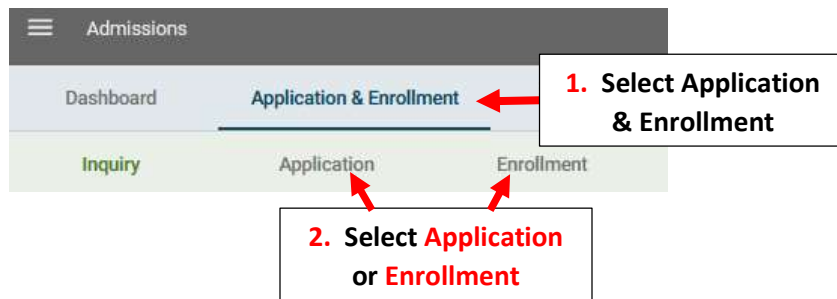 Admissions
Dashboard Application & Enrollment
1. Select Application
& Enrollment
Inquiry Application Enrollment
2. Select Application
or Enrollment